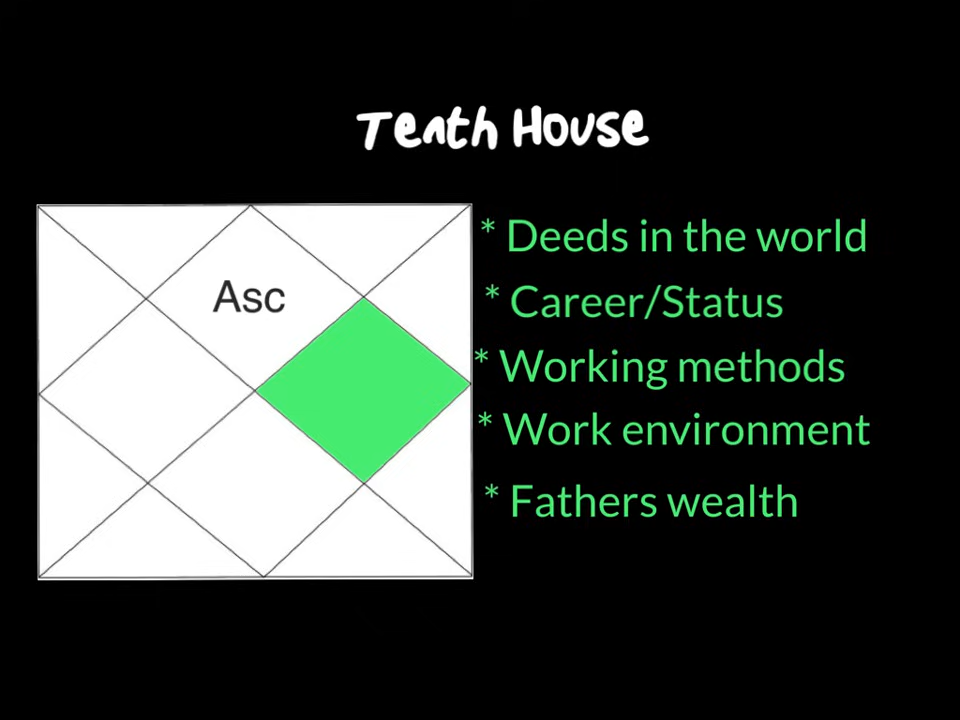 Tenth House
Asc
* Deeds in the world
* Career/Status
* Working methods
* Work environment
* Fathers wealth